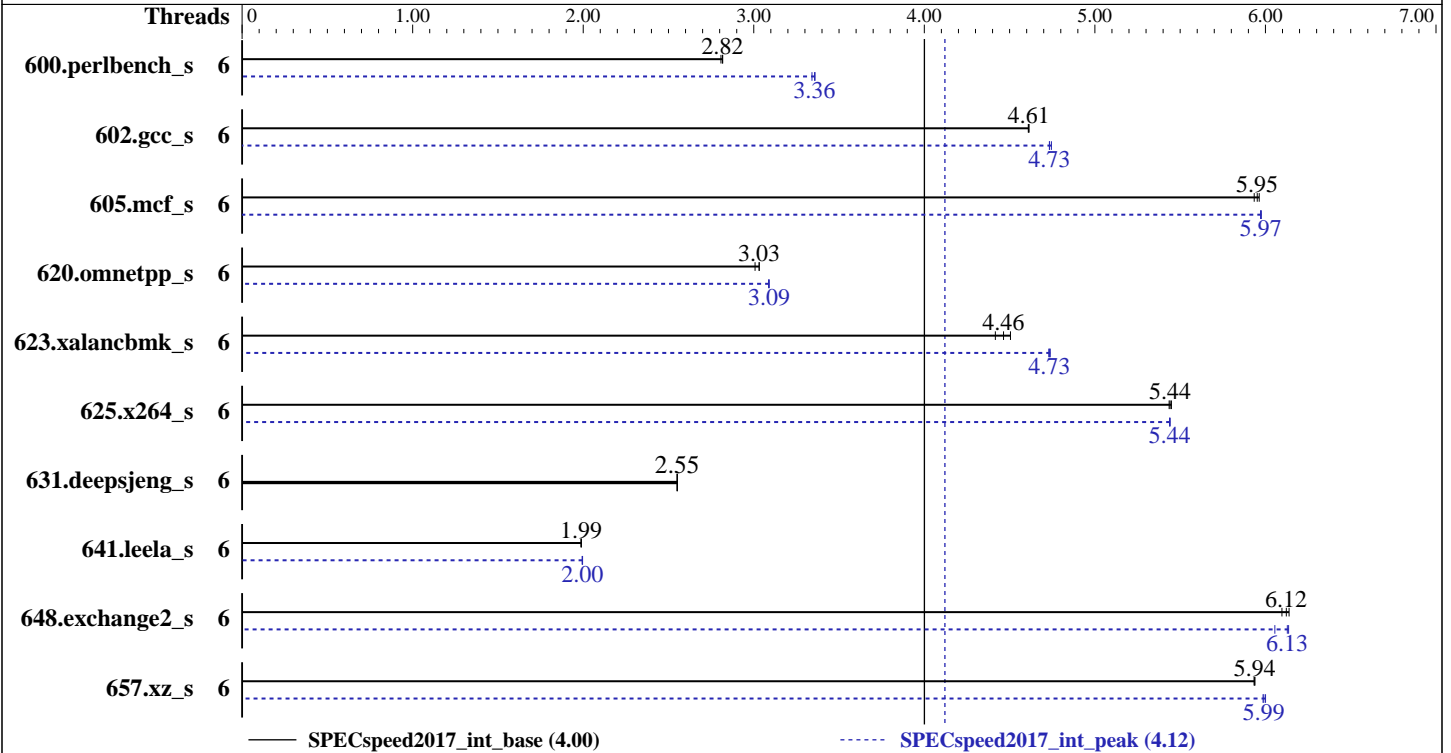 Threads 0 1.00 2.00 3.00 4.00 5.00 6.00 7.00
600.perlbench_s 6 2.82
3.36
602.gcc_s 6 4.61
4.73
605.mcf_s 6 5.95
5.97
620.omnetpp_s 6 3.03
3.09
623.xalancbmk_s 6 4.46
4.73
625.x264_s 6 5.44
5.44
631.deepsjeng_s 6 2.55
641.leela_s 6 1.99
2.00
648.exchange2_s 6 6.12
6.13
657.xz_s 6 5.94
5.99
SPECspeed2017_int_base (4.00) SPECspeed2017_int_peak (4.12)